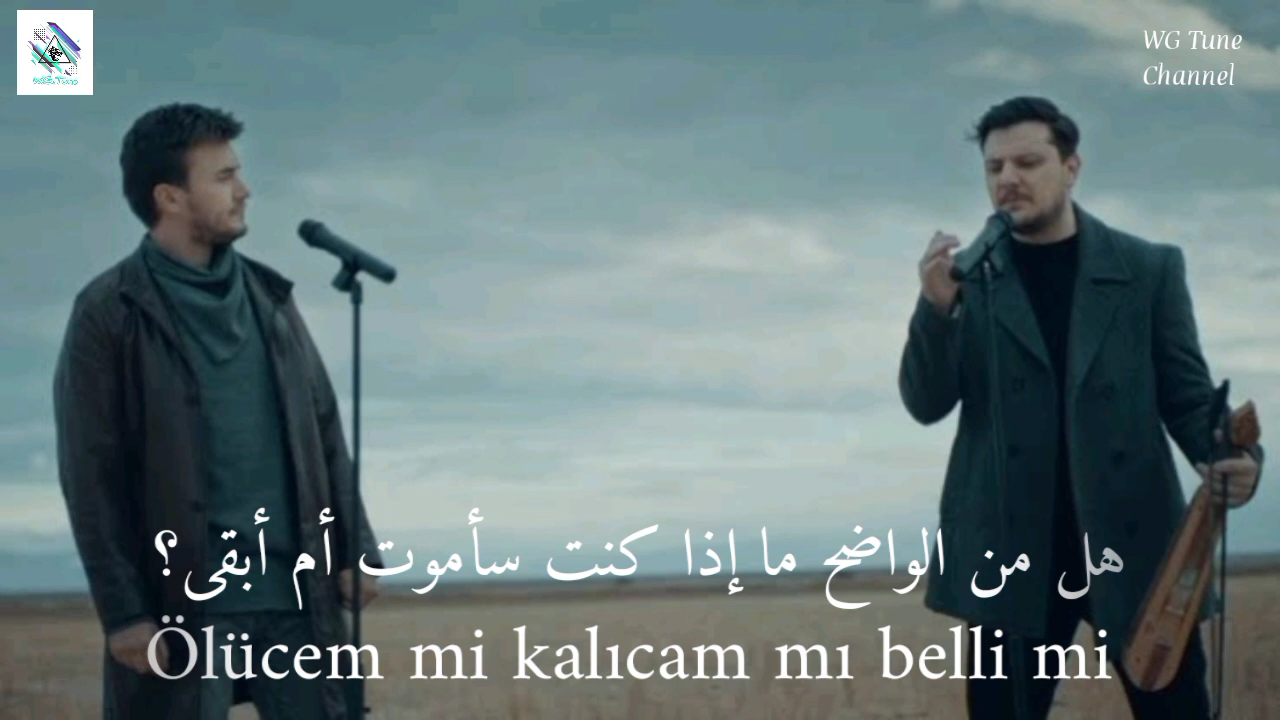 WG Tune
Channel
هل من الواضح ما إذا كنت سأموت أم أبقى؟
Ölücem mi kalıcam mı belli mi